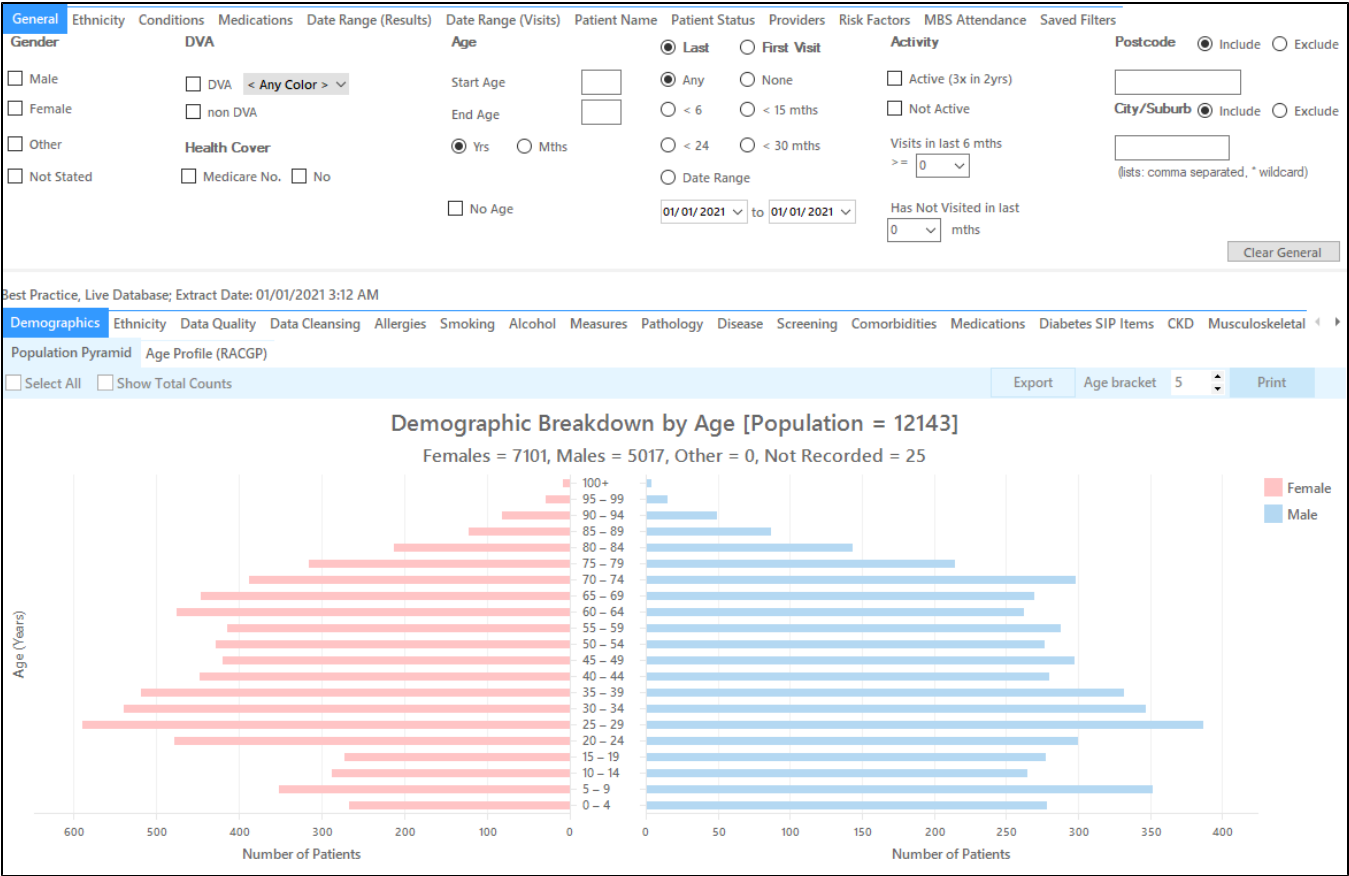 General Ethnicity Conditions Medications Date Range (Results) Date Range (Visits) Patient Name Patient Status Providers Risk Factors MBS Attendance Saved Filters
Gender DVA Age Last First Visit Activity Postcode Include Exclude
Male DVA < Any Color > Start Age Any None Active (3x in 2yrs)
Female non DVA End Age < 6 < 15 mths Not Active City/Suburb Include Exclude
Other Health Cover Yrs Mths < 24 < 30 mths Visits in last 6 mths
>= 0
Not Stated Medicare No. No Date Range (lists: comma separated, * wildcard)
No Age 01/01/2021 to 01/01/2021 Has Not Visited in last
0 mths
Clear General
Best Practice, Live Database; Extract Date: 01/01/2021 3:12 AM
Demographics Ethnicity Data Quality Data Cleansing Allergies Smoking Alcohol Measures Pathology Disease Screening Comorbidities Medications Diabetes SIP Items CKD Musculoskeletal
Population Pyramid Age Profile (RACGP)
Select All Show Total Counts Export Age bracket 5 Print
Demographic Breakdown by Age [Population = 12143]
Females = 7101, Males = 5017, Other = 0, Not Recorded = 25
Female
Male
Age (Years)
100+
95 – 99
90 – 94
85 – 89
80 – 84
75 – 79
70 – 74
65 – 69
60 – 64
55 – 59
50 – 54
45 – 49
40 – 44
35 – 39
30 – 34
25 – 29
20 – 24
15 – 19
10 – 14
5 – 9
0 – 4
600 500 400 300 200 100 0 0 50 100 150 200 250 300 350 400
Number of Patients Number of Patients